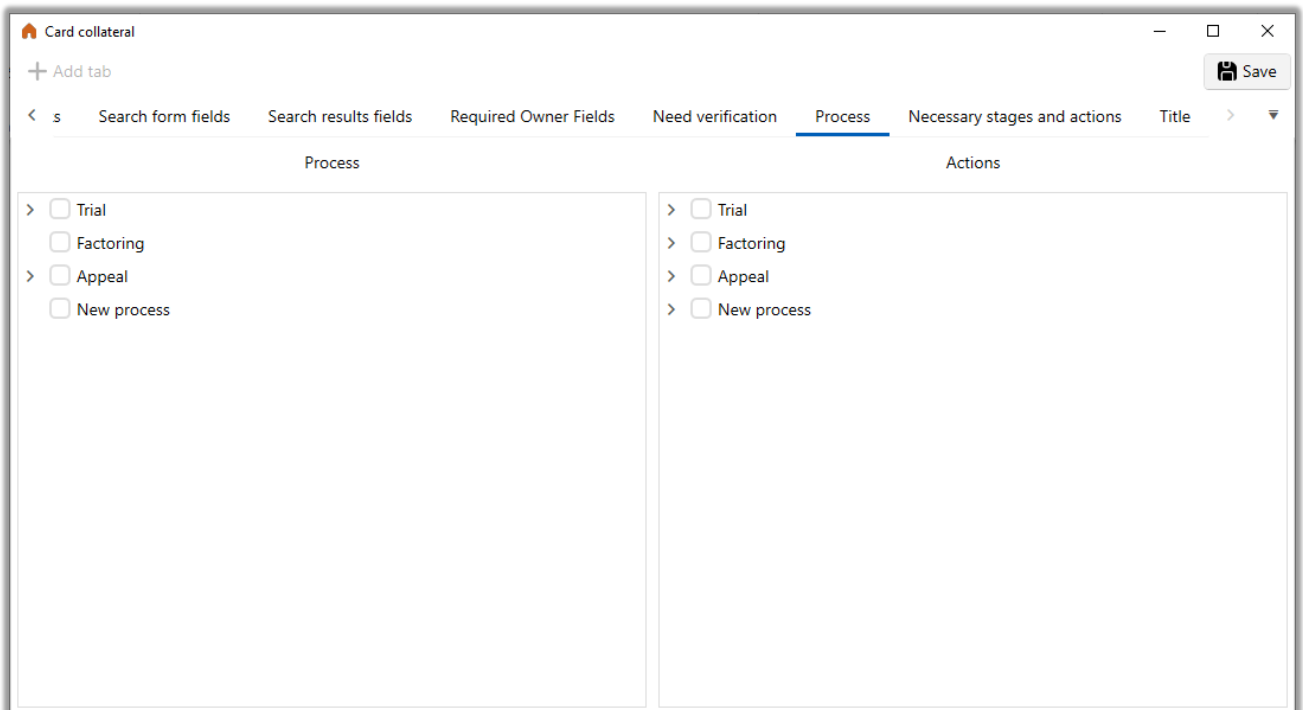 Card collateral
Add tab
Save
s Search form fields Search results fields Required Owner Fields Need verification Process Necessary stages and actions Title
Process Actions
Trial Trial
Factoring Factoring
Appeal Appeal
New process New process